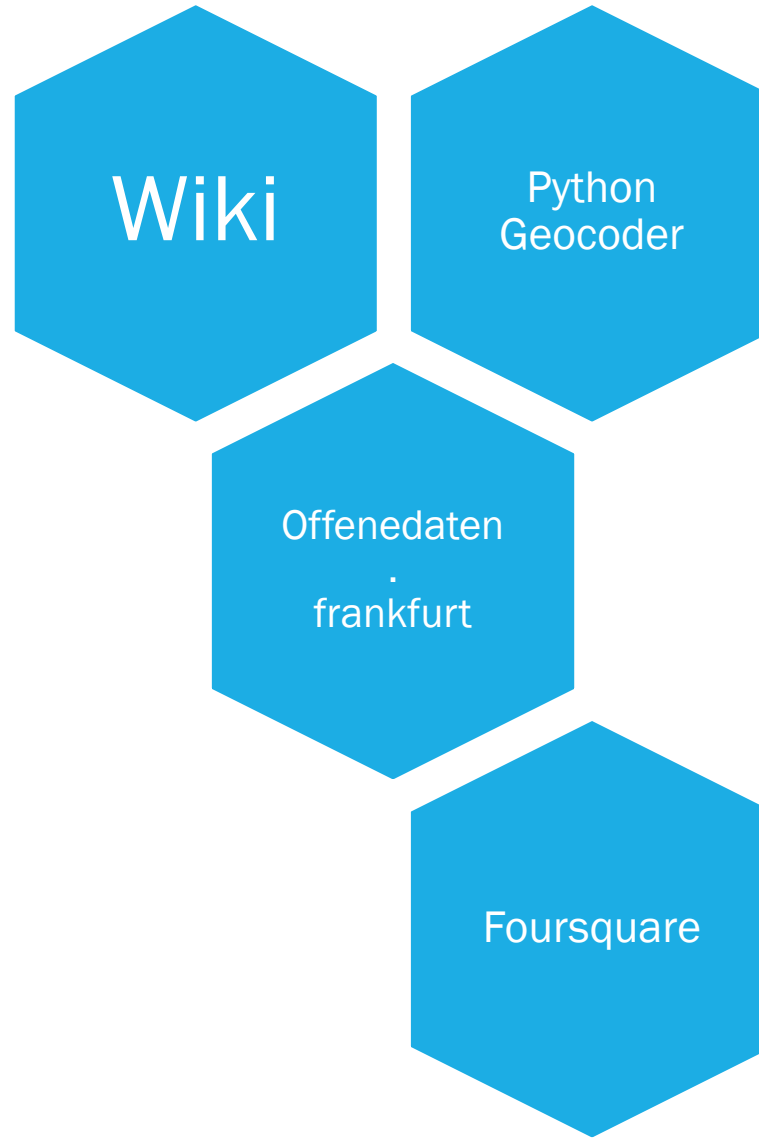 Wiki
Python
Geocoder
Offenedaten
.
frankfurt
Foursquare